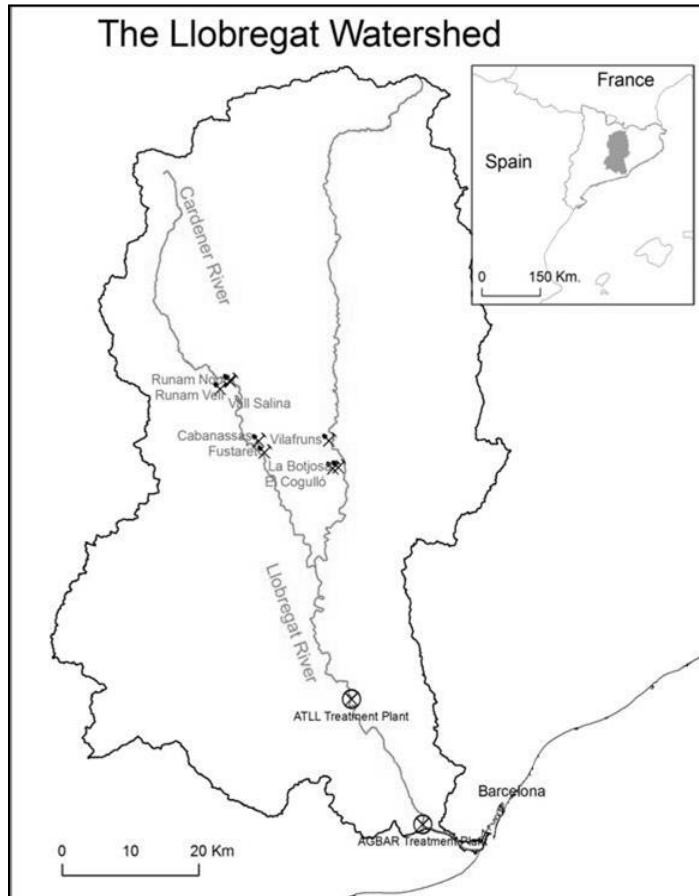 The Llobregat Watershed
France
Spain
0 150 Km.
Cardener River
Runam Nou
Runam Vell
Vall Salina
Cabanassas
Vilafruns
Fustaret
La Botjosa
El Cogulló
Llobregat River
ATLL Treatment Plant
Barcelona
AGBAR Treatment Plant
0 10 20 Km